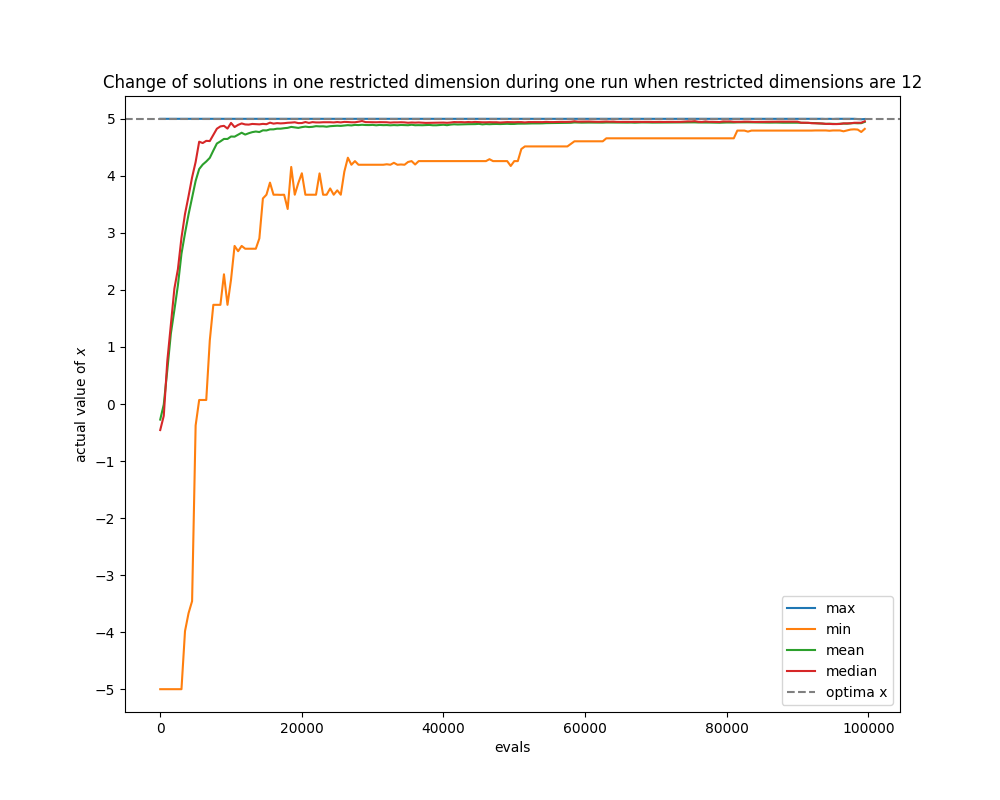 Change of solutions in one restricted dimension during one run when restricted dimensions are 12
5
4
3
2
1
0
−1
−2
−3
−4
−5
actual value of x
max
min
mean
median
optima x
0 20000 40000 60000 80000 100000
evals